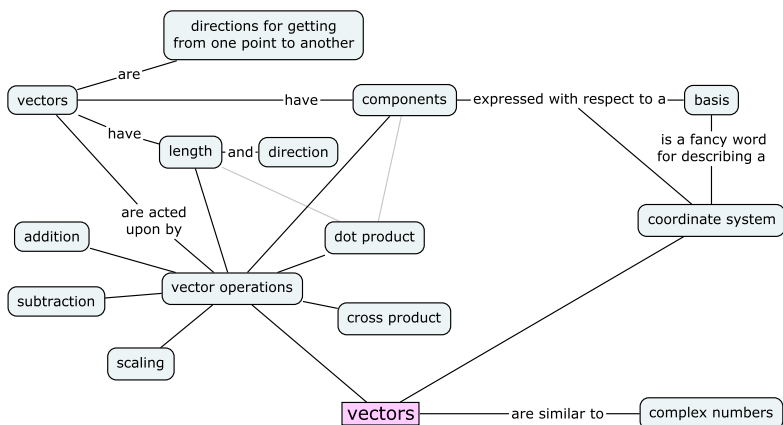 directions for getting
from one point to another
are
vectors
have
components
expressed with respect to a
basis
have
length
and
direction
is a fancy word
for describing a
are acted
upon by
coordinate system
addition
dot product
vector operations
subtraction
cross product
scaling
vectors
are similar to
complex numbers